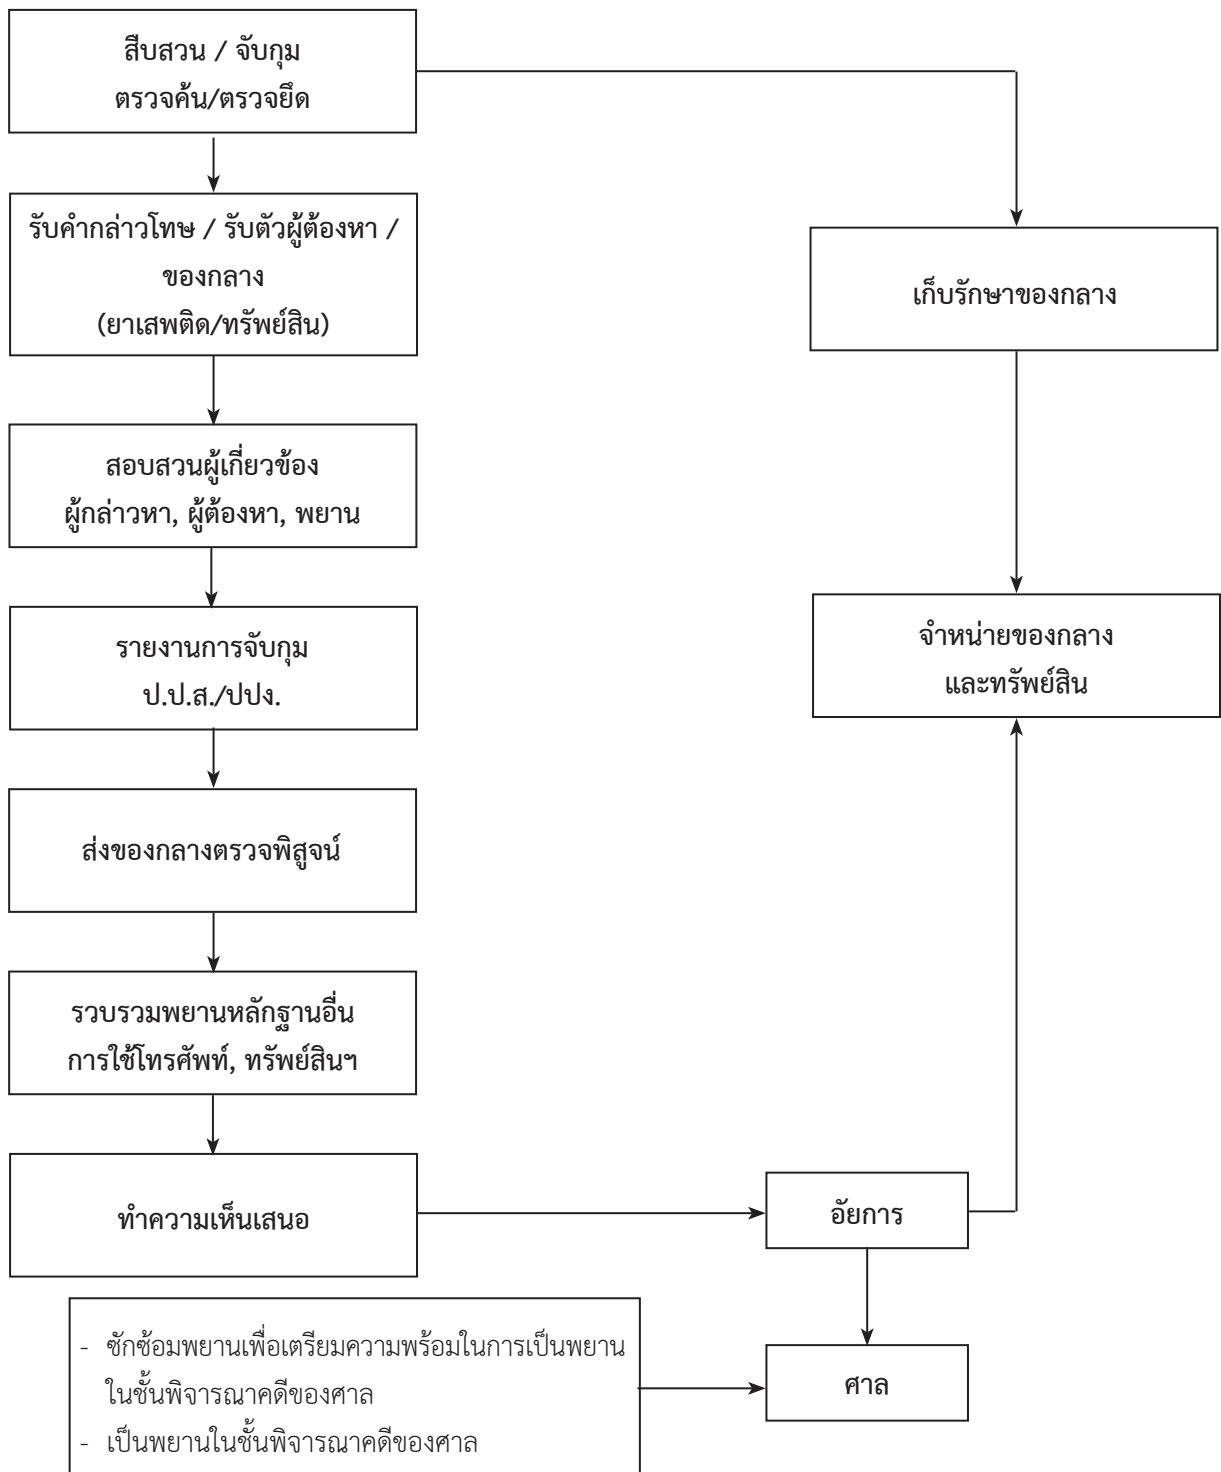 สืบสวน / จับกุม
ตรวจค้น/ตรวจยึด
รับคำกล่าวโทษ / รับตัวผู้ต้องหา /
ของกลาง
(ยาเสพติด/ทรัพย์สิน)
เก็บรักษาของกลาง
สอบสวนผู้เกี่ยวข้อง
ผู้กล่าวหา, ผู้ต้องหา, พยาน
รายงานการจับกุม
ป.ป.ส./ปปง.
จำหน่ายของกลาง
และทรัพย์สิน
ส่งของกลางตรวจพิสูจน์
รวบรวมพยานหลักฐานอื่น
การใช้โทรศัพท์, ทรัพย์สินฯ
ทำความเห็นเสนอ
อัยการ
- ซักซ้อมพยานเพื่อเตรียมความพร้อมในการเป็นพยาน
ในชั้นพิจารณาคดีของศาล
- เป็นพยานในชั้นพิจารณาคดีของศาล
ศาล